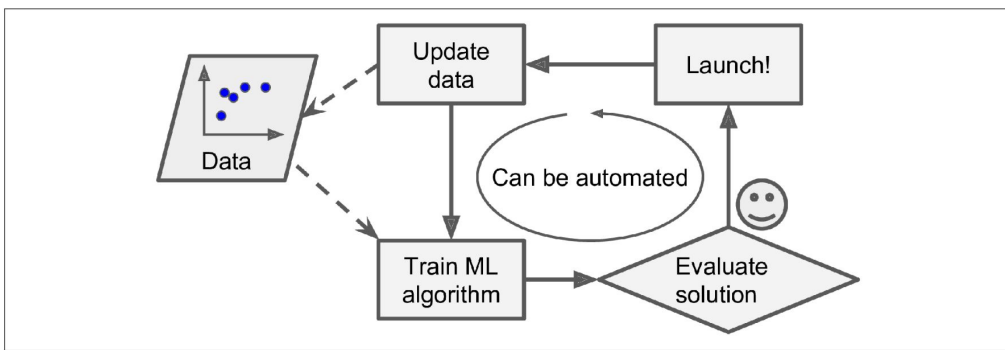 Update
data
Launch!
Data
Can be automated
Train ML
algorithm
Evaluate
solution